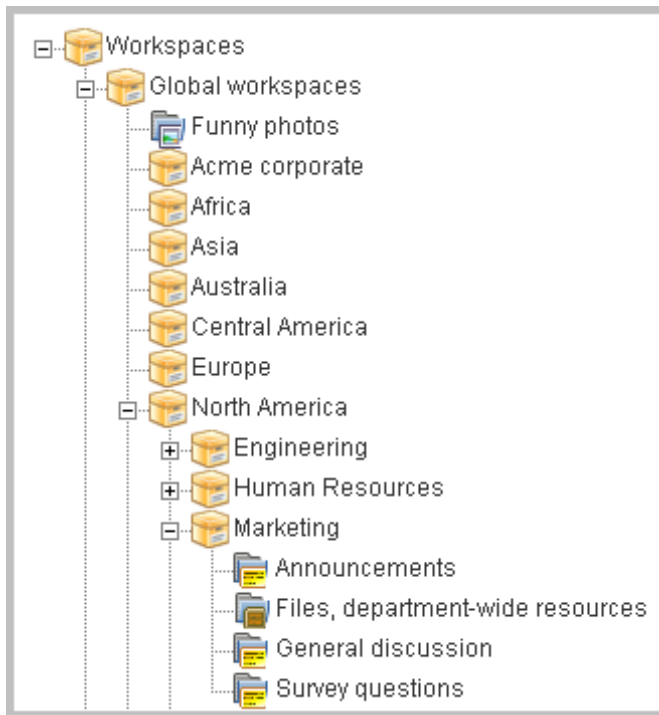 Workspaces
Global workspaces
Funny photos
Acme corporate
Africa
Asia
Australia
Central America
Europe
North America
Engineering
Human Resources
Marketing
Announcements
Files, department-wide resources
General discussion
Survey questions